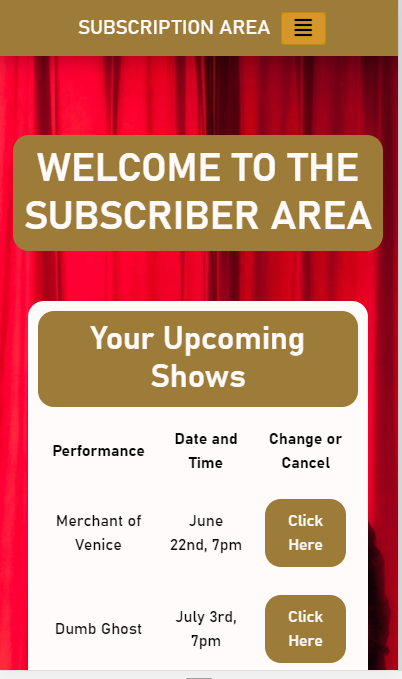 SUBSCRIPTION AREA
WELCOME TO THE
SUBSCRIBER AREA
Your Upcoming
Shows
Performance
Date and
Time
Change or
Cancel
Merchant of
Venice
June
22nd, 7pm
Click
Here
Dumb Ghost
July 3rd,
7pm
Click
Here